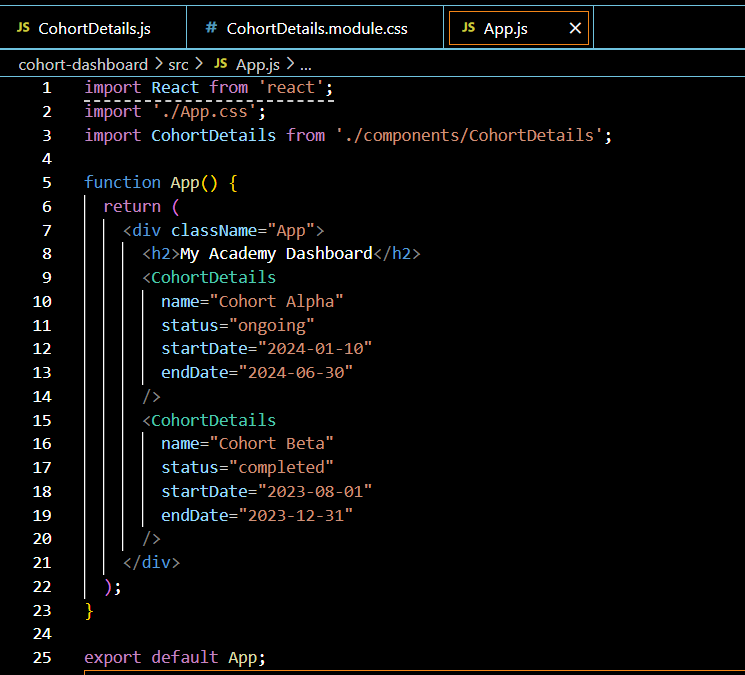 JS CohortDetails.js # CohortDetails.module.css JS App.js ×
cohort-dashboard > src > JS App.js > ...
1 import React from 'react';
2 import './App.css';
3 import CohortDetails from './components/CohortDetails';
4
5 function App() {
6 return (
7 <div className="App">
8 <h2>My Academy Dashboard</h2>
9 <CohortDetails
10 name="Cohort Alpha"
11 status="ongoing"
12 startDate="2024-01-10"
13 endDate="2024-06-30"
14 />
15 <CohortDetails
16 name="Cohort Beta"
17 status="completed"
18 startDate="2023-08-01"
19 endDate="2023-12-31"
20 />
21 </div>
22 );
23 }
24
25 export default App;